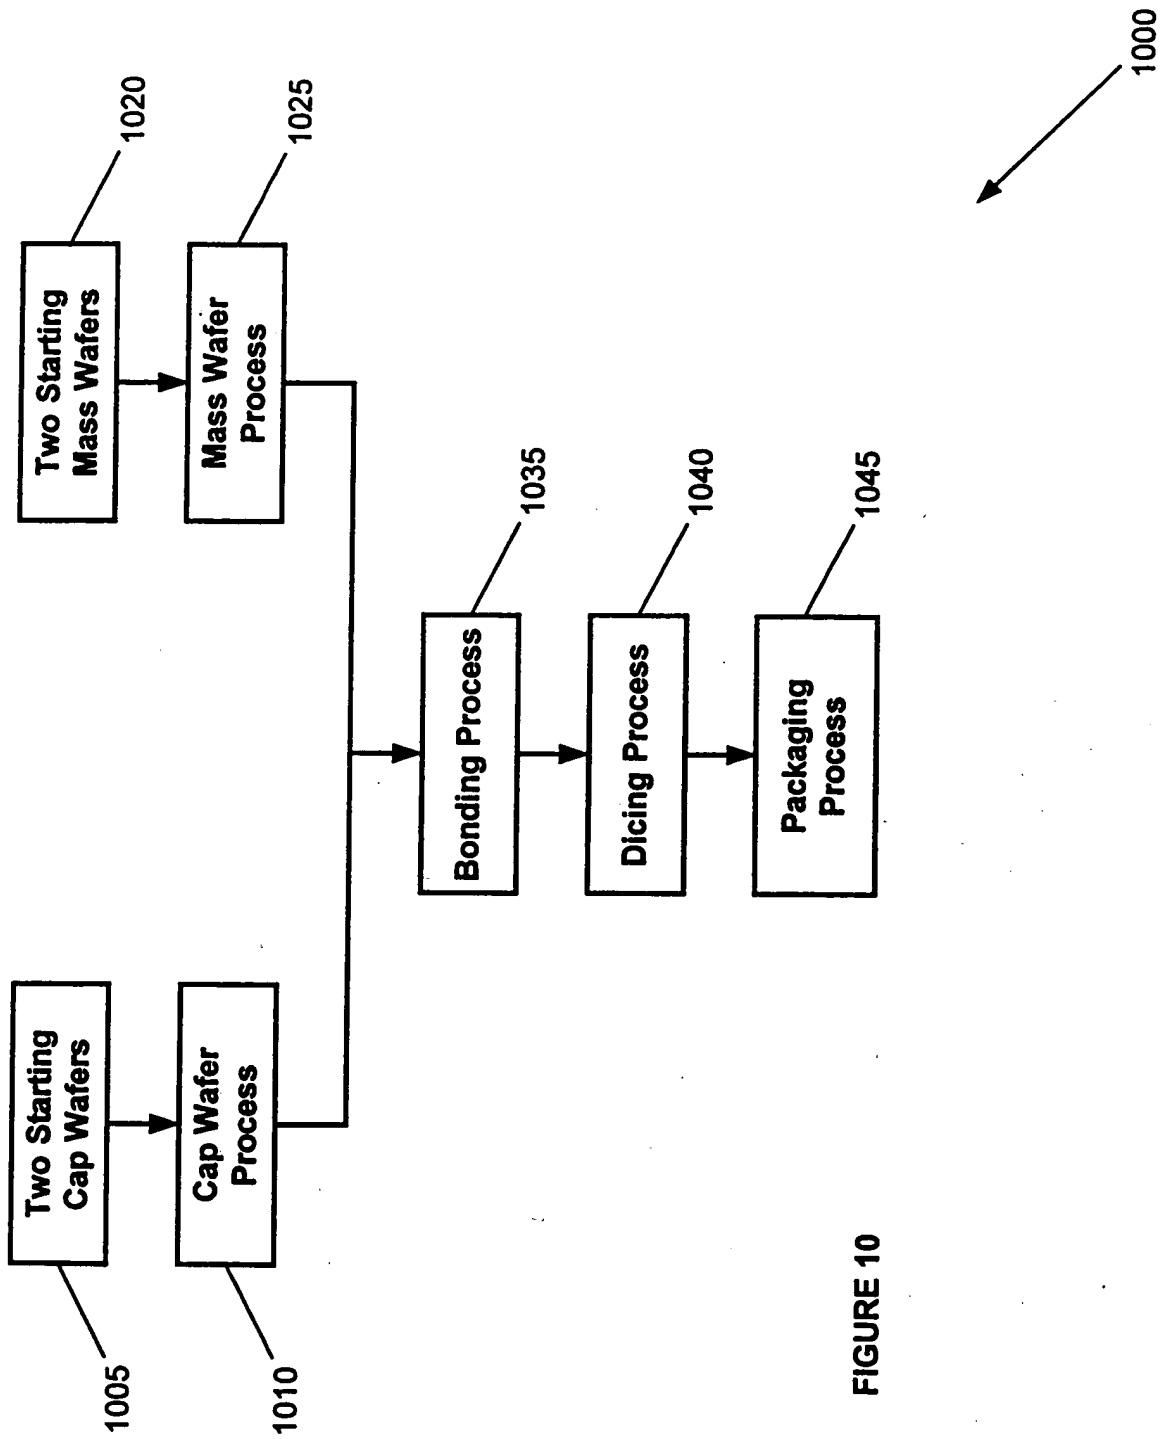 1005
Two Starting
Cap Wafers
1010
Cap Wafer
Process
Two Starting
Mass Wafers
1020
Mass Wafer
Process
1025
Bonding Process
1035
Dicing Process
1040
Packaging
Process
1045
FIGURE 10
1000